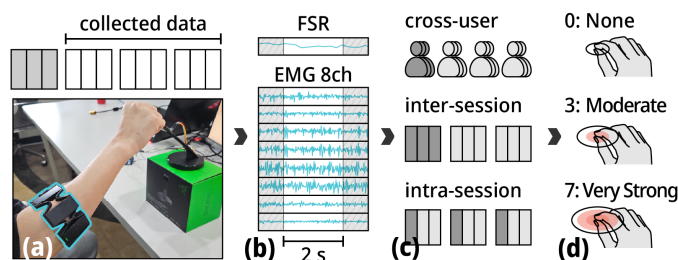 collected data
(a)
FSR
EMG 8ch
2 s
(b)
cross-user
inter-session
intra-session
(c)
0: None
3: Moderate
7: Very Strong
(d)